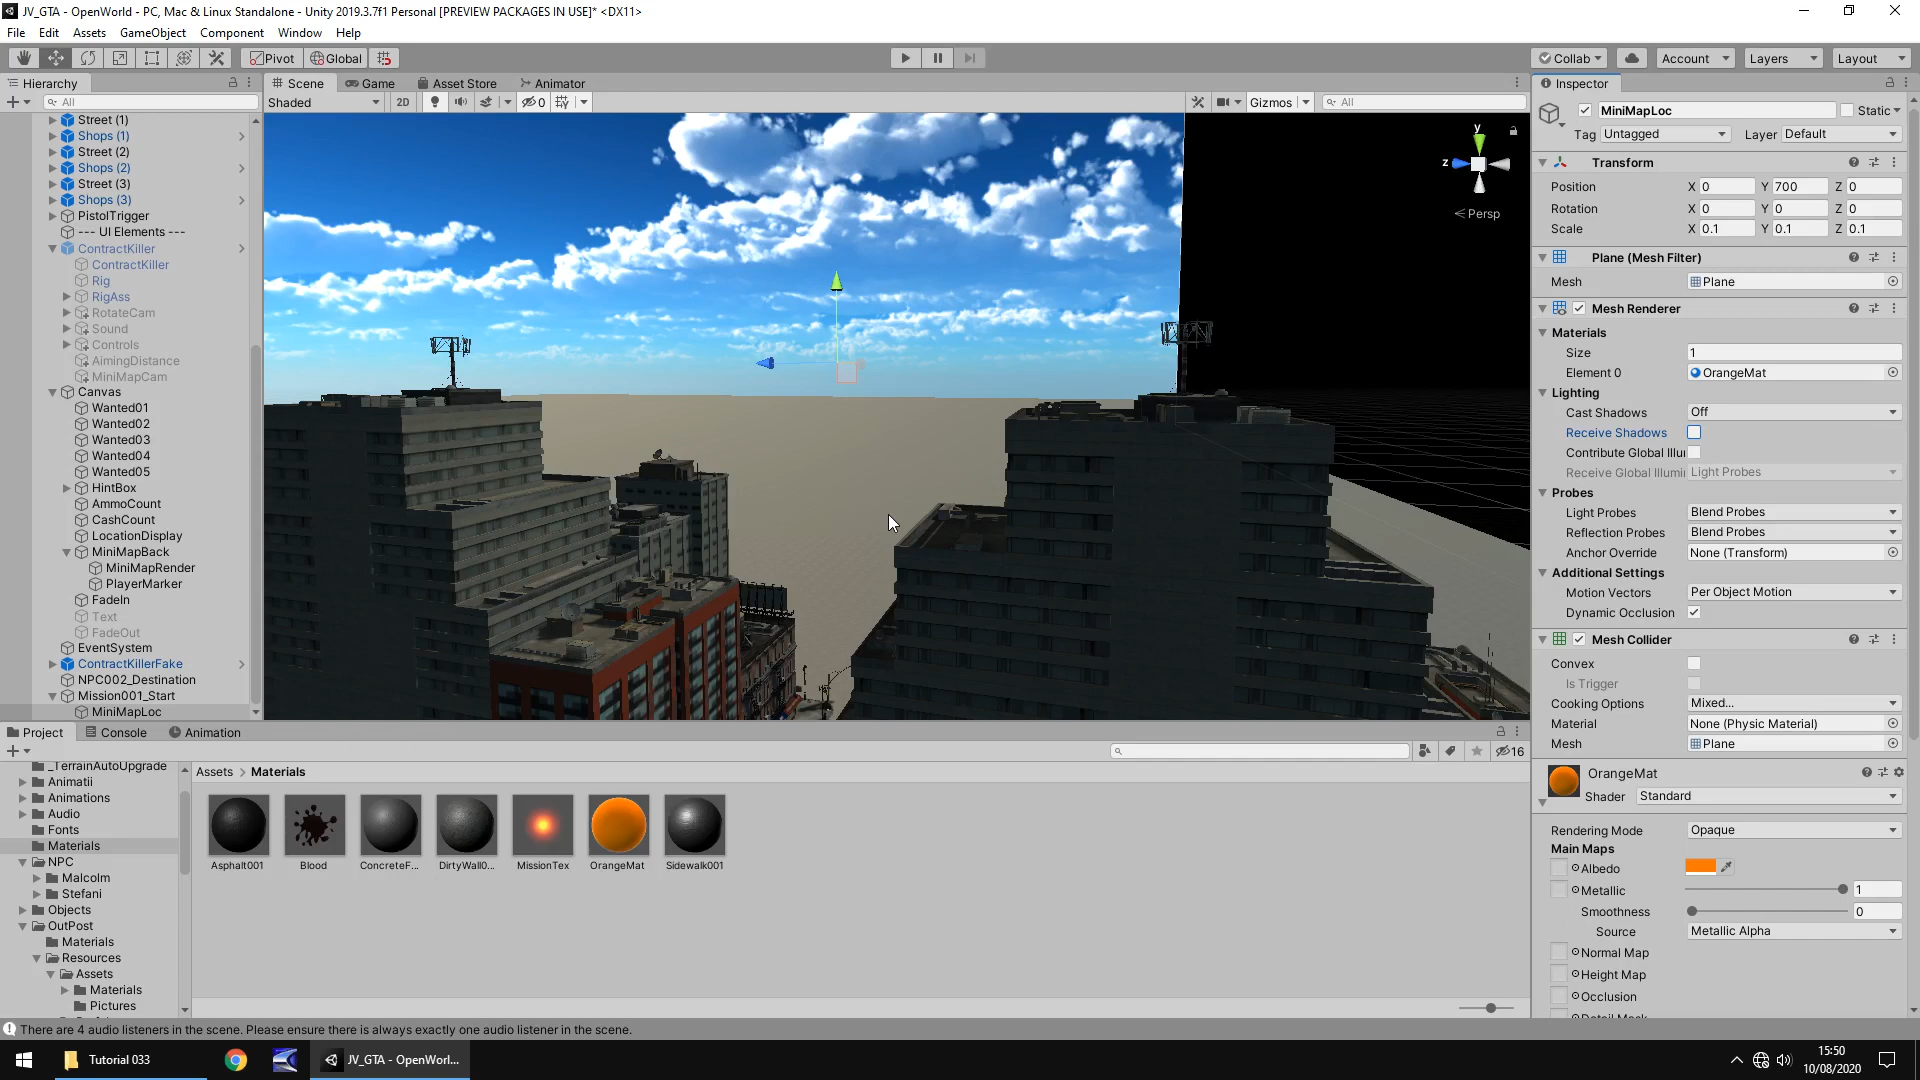 JV_GTA - OpenWorld - PC, Mac & Linux Standalone - Unity 2019.3.7f1 Personal [PREVIEW PACKAGES IN USE]* <DX11>
File Edit Assets GameObject Component Window Help
Pivot Global Collab Account Layers Layout
Hierarchy
All
Street (1)
Shops (1)
Street (2)
Shops (2)
Street (3)
Shops (3)
PistolTrigger
--- UI Elements ---
ContractKiller
ContractKiller
Rig
RigAss
RotateCam
Sound
Controls
AimingDistance
MiniMapCam
Canvas
Wanted01
Wanted02
Wanted03
Wanted04
Wanted05
HintBox
AmmoCount
CashCount
LocationDisplay
MiniMapBack
MiniMapRender
PlayerMarker
FadeIn
Text
FadeOut
EventSystem
ContractKillerFake
NPC002_Destination
Mission001_Start
MiniMapLoc
Scene Game Asset Store Animator
Shaded 2D 0 Gizmos All
y
z
Persp
Inspector
MiniMapLoc Static
Tag Untagged Layer Default
Transform
Position X 0 Y 700 Z 0
Rotation X 0 Y 0 Z 0
Scale X 0.1 Y 0.1 Z 0.1
Plane (Mesh Filter)
Mesh Plane
Mesh Renderer
Materials
Size 1
Element 0 OrangeMat
Lighting
Cast Shadows Off
Receive Shadows
Contribute Global Illu
Receive Global Illumi Light Probes
Probes
Light Probes Blend Probes
Reflection Probes Blend Probes
Anchor Override None (Transform)
Additional Settings
Motion Vectors Per Object Motion
Dynamic Occlusion
Mesh Collider
Convex
Is Trigger
Cooking Options Mixed...
Material None (Physic Material)
Mesh Plane
OrangeMat
Shader Standard
Rendering Mode Opaque
Main Maps
Albedo
Metallic 1
Smoothness 0
Source Metallic Alpha
Normal Map
Height Map
Occlusion
Detail Mask
Project Console Animation
16
_TerrainAutoUpgrade
Animatii
Animations
Audio
Fonts
Materials
NPC
Malcolm
Stefani
Objects
OutPost
Materials
Resources
Assets
Materials
Pictures
Assets > Materials
Asphalt001 Blood ConcreteF... DirtyWall0... MissionTex OrangeMat Sidewalk001
There are 4 audio listeners in the scene. Please ensure there is always exactly one audio listener in the scene.
Tutorial 033
JV_GTA - OpenWorl...
15:50
10/08/2020